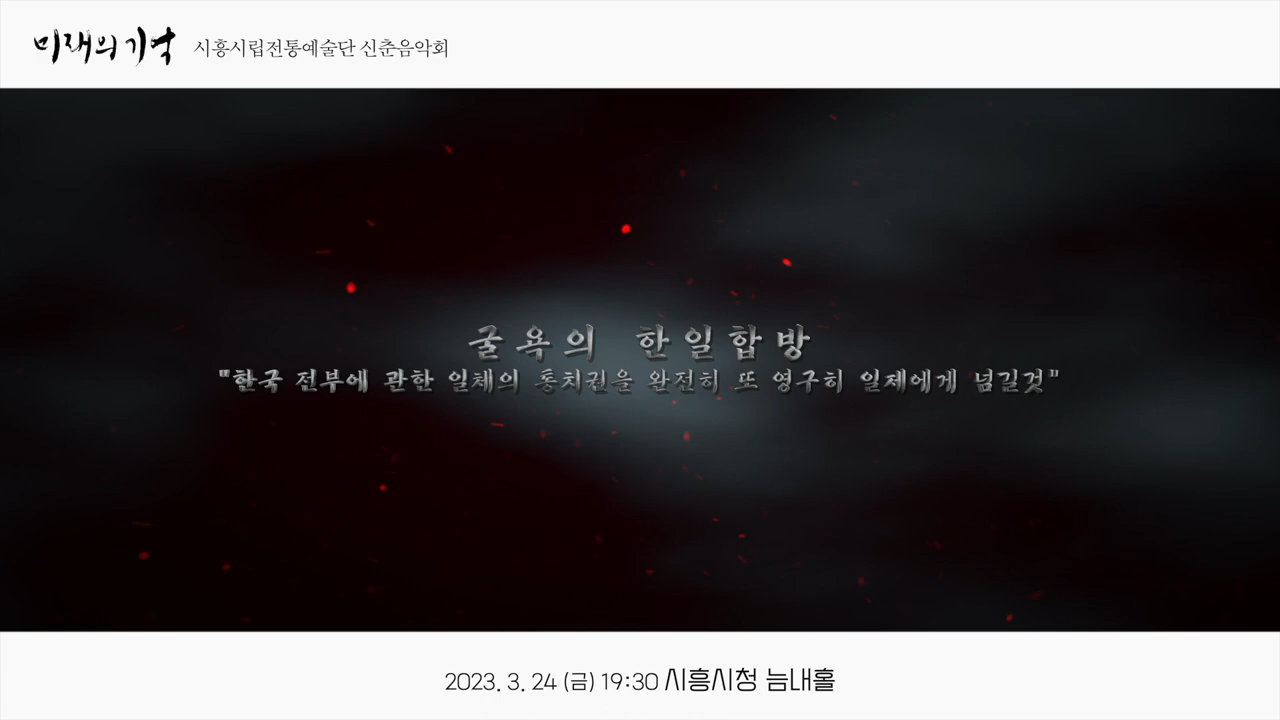 미래의 기억 시흥시립전통예술단 신춘음악회
굴욕의 한일합방
"한국 전부에 관한 일체의 통치권을 완전히 또 영구히 일제에게 넘길것"
2023. 3. 24 (금) 19:30 시흥시청 늠내홀